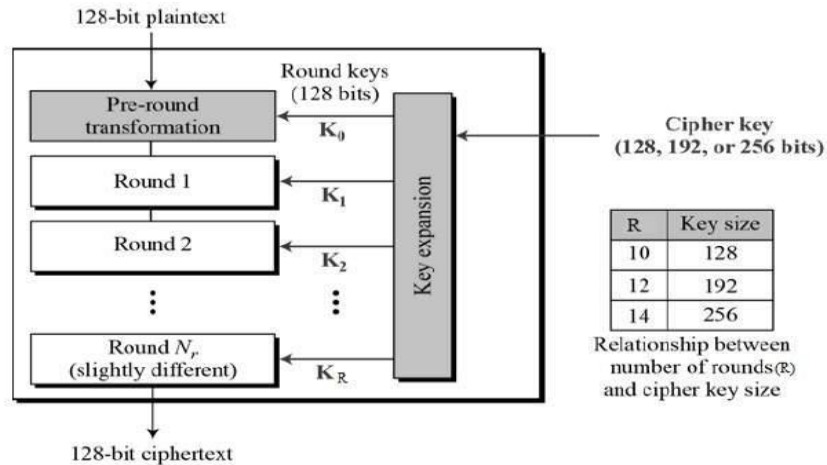 128-bit plaintext
Round keys
(128 bits)
Pre-round
transformation
K₀
Cipher key
(128, 192, or 256 bits)
Round 1
K₁
Round 2
K₂
Key expansion
Round Nᵣ
(slightly different)
K_R
128-bit ciphertext
R Key size
10 128
12 192
14 256
Relationship between
number of rounds(R)
and cipher key size